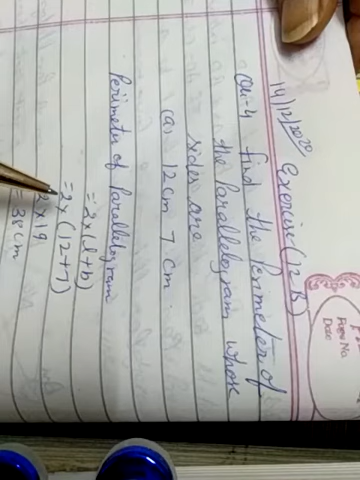 Page No.
Date
14/12/2020 Exercise (12 B)
Qu-4 find the Perimeter of
the parallelogram whose
sides are
(a) 12 cm 7 cm
Perimeter of Parallelogram
= 2 x (l + b)
= 2 x (12 + 7)
2 x 19
= 38 cm